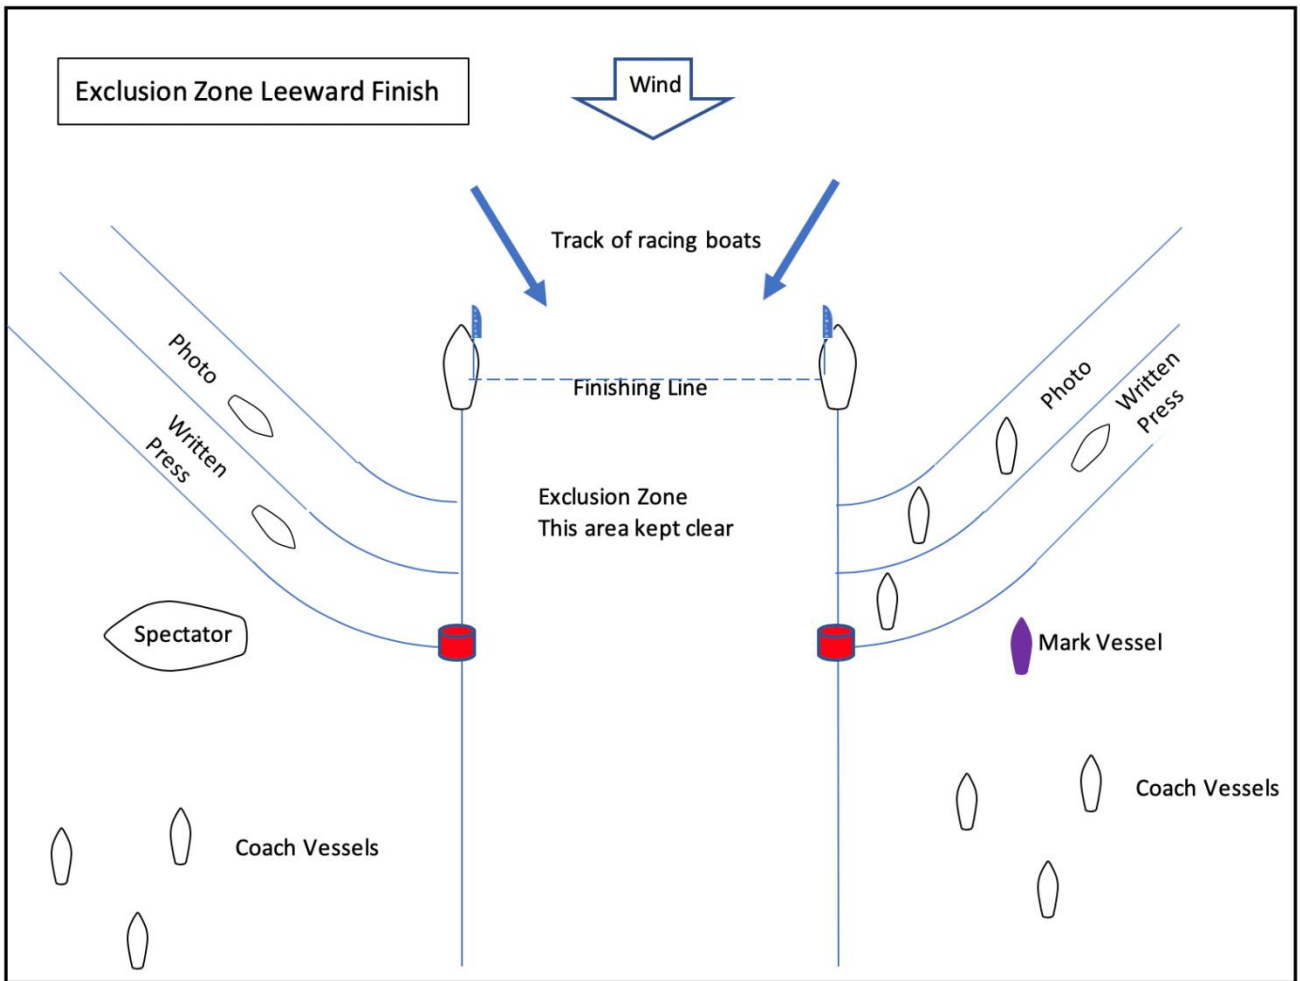 Exclusion Zone Leeward Finish
Wind
Track of racing boats
Photo
Written
Press
Finishing Line
Photo
Written
Press
Exclusion Zone
This area kept clear
Spectator
Mark Vessel
Coach Vessels
Coach Vessels